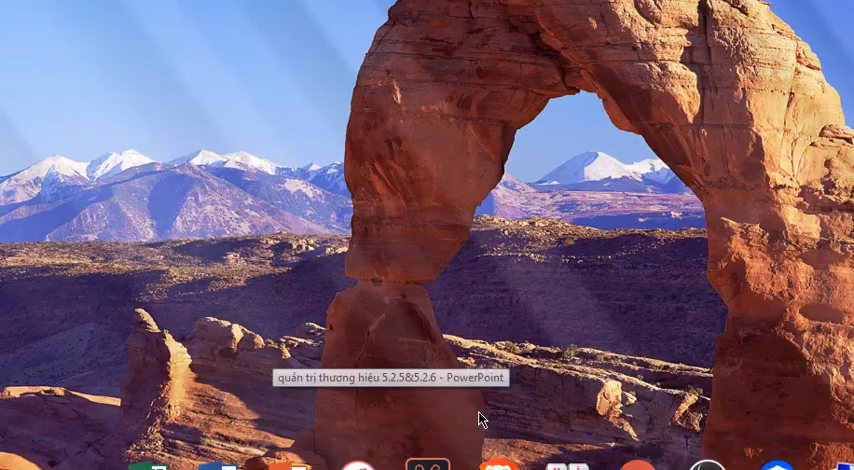 quản trị thương hiệu 5.2.5&5.2.6 - PowerPoint